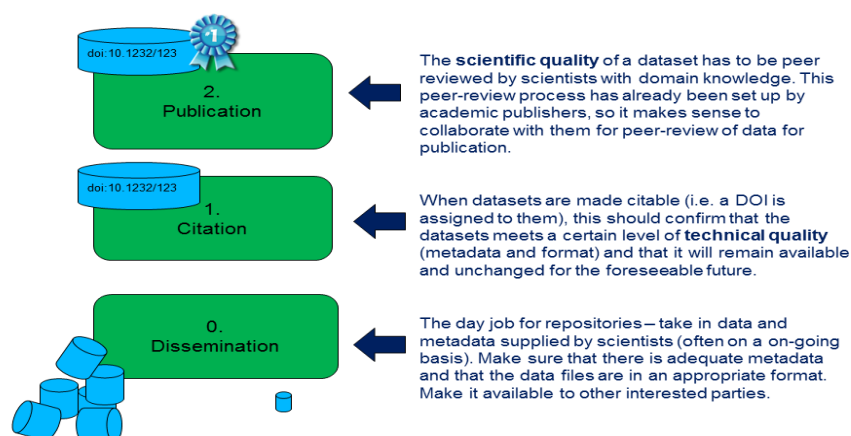 doi:10.1232/123
1
2.
Publication
The scientific quality of a dataset has to be peer
reviewed by scientists with domain knowledge. This
peer-review process has already been set up by
academic publishers, so it makes sense to
collaborate with them for peer-review of data for
publication.
doi:10.1232/123
1.
Citation
When datasets are made citable (i.e. a DOI is
assigned to them), this should confirm that the
datasets meets a certain level of technical quality
(metadata and format) and that it will remain available
and unchanged for the foreseeable future.
0.
Dissemination
The day job for repositories – take in data and
metadata supplied by scientists (often on a on-going
basis). Make sure that there is adequate metadata
and that the data files are in an appropriate format.
Make it available to other interested parties.